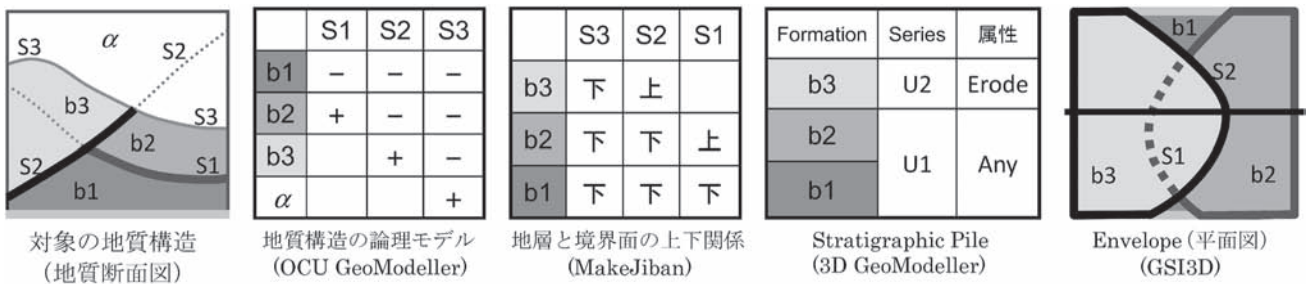 S3
α
S2
b3
S3
b2
S2
S1
b1
対象の地質構造
(地質断面図)
S1 S2 S3
b1 − − −
b2 + − −
b3 + −
α +
地質構造の論理モデル
(OCU GeoModeller)
S3 S2 S1
b3 下 上
b2 下 下 上
b1 下 下 下
地層と境界面の上下関係
(MakeJiban)
Formation Series 属性
b3 U2 Erode
b2
U1 Any
b1
Stratigraphic Pile
(3D GeoModeller)
b1
S2
S1
b3
b2
Envelope (平面図)
(GSI3D)